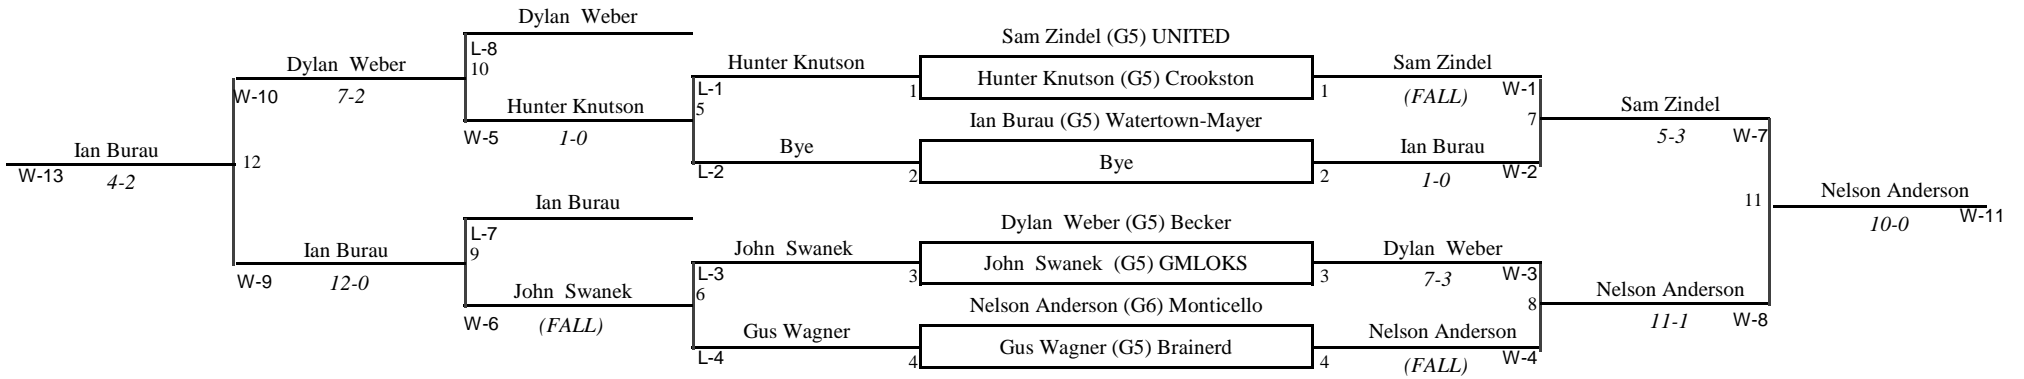 Dylan Weber
L-8
10
Dylan Weber
W-10
7-2
Hunter Knutson
W-5
1-0
Ian Burau
W-13
4-2
12
Ian Burau
L-7
9
Ian Burau
W-9
12-0
John Swanek
W-6
(FALL)
Hunter Knutson
L-1
5
1
Bye
L-2
2
John Swanek
L-3
6
3
Gus Wagner
L-4
4
Sam Zindel (G5) UNITED
Hunter Knutson (G5) Crookston
Ian Burau (G5) Watertown-Mayer
Bye
Dylan Weber (G5) Becker
John Swanek (G5) GMLOKS
Nelson Anderson (G6) Monticello
Gus Wagner (G5) Brainerd
Sam Zindel
1
(FALL)
W-1
7
Ian Burau
2
1-0
W-2
Dylan Weber
3
7-3
W-3
8
Nelson Anderson
4
(FALL)
W-4
Sam Zindel
5-3
W-7
11
Nelson Anderson
11-1
W-8
Nelson Anderson
10-0
W-11